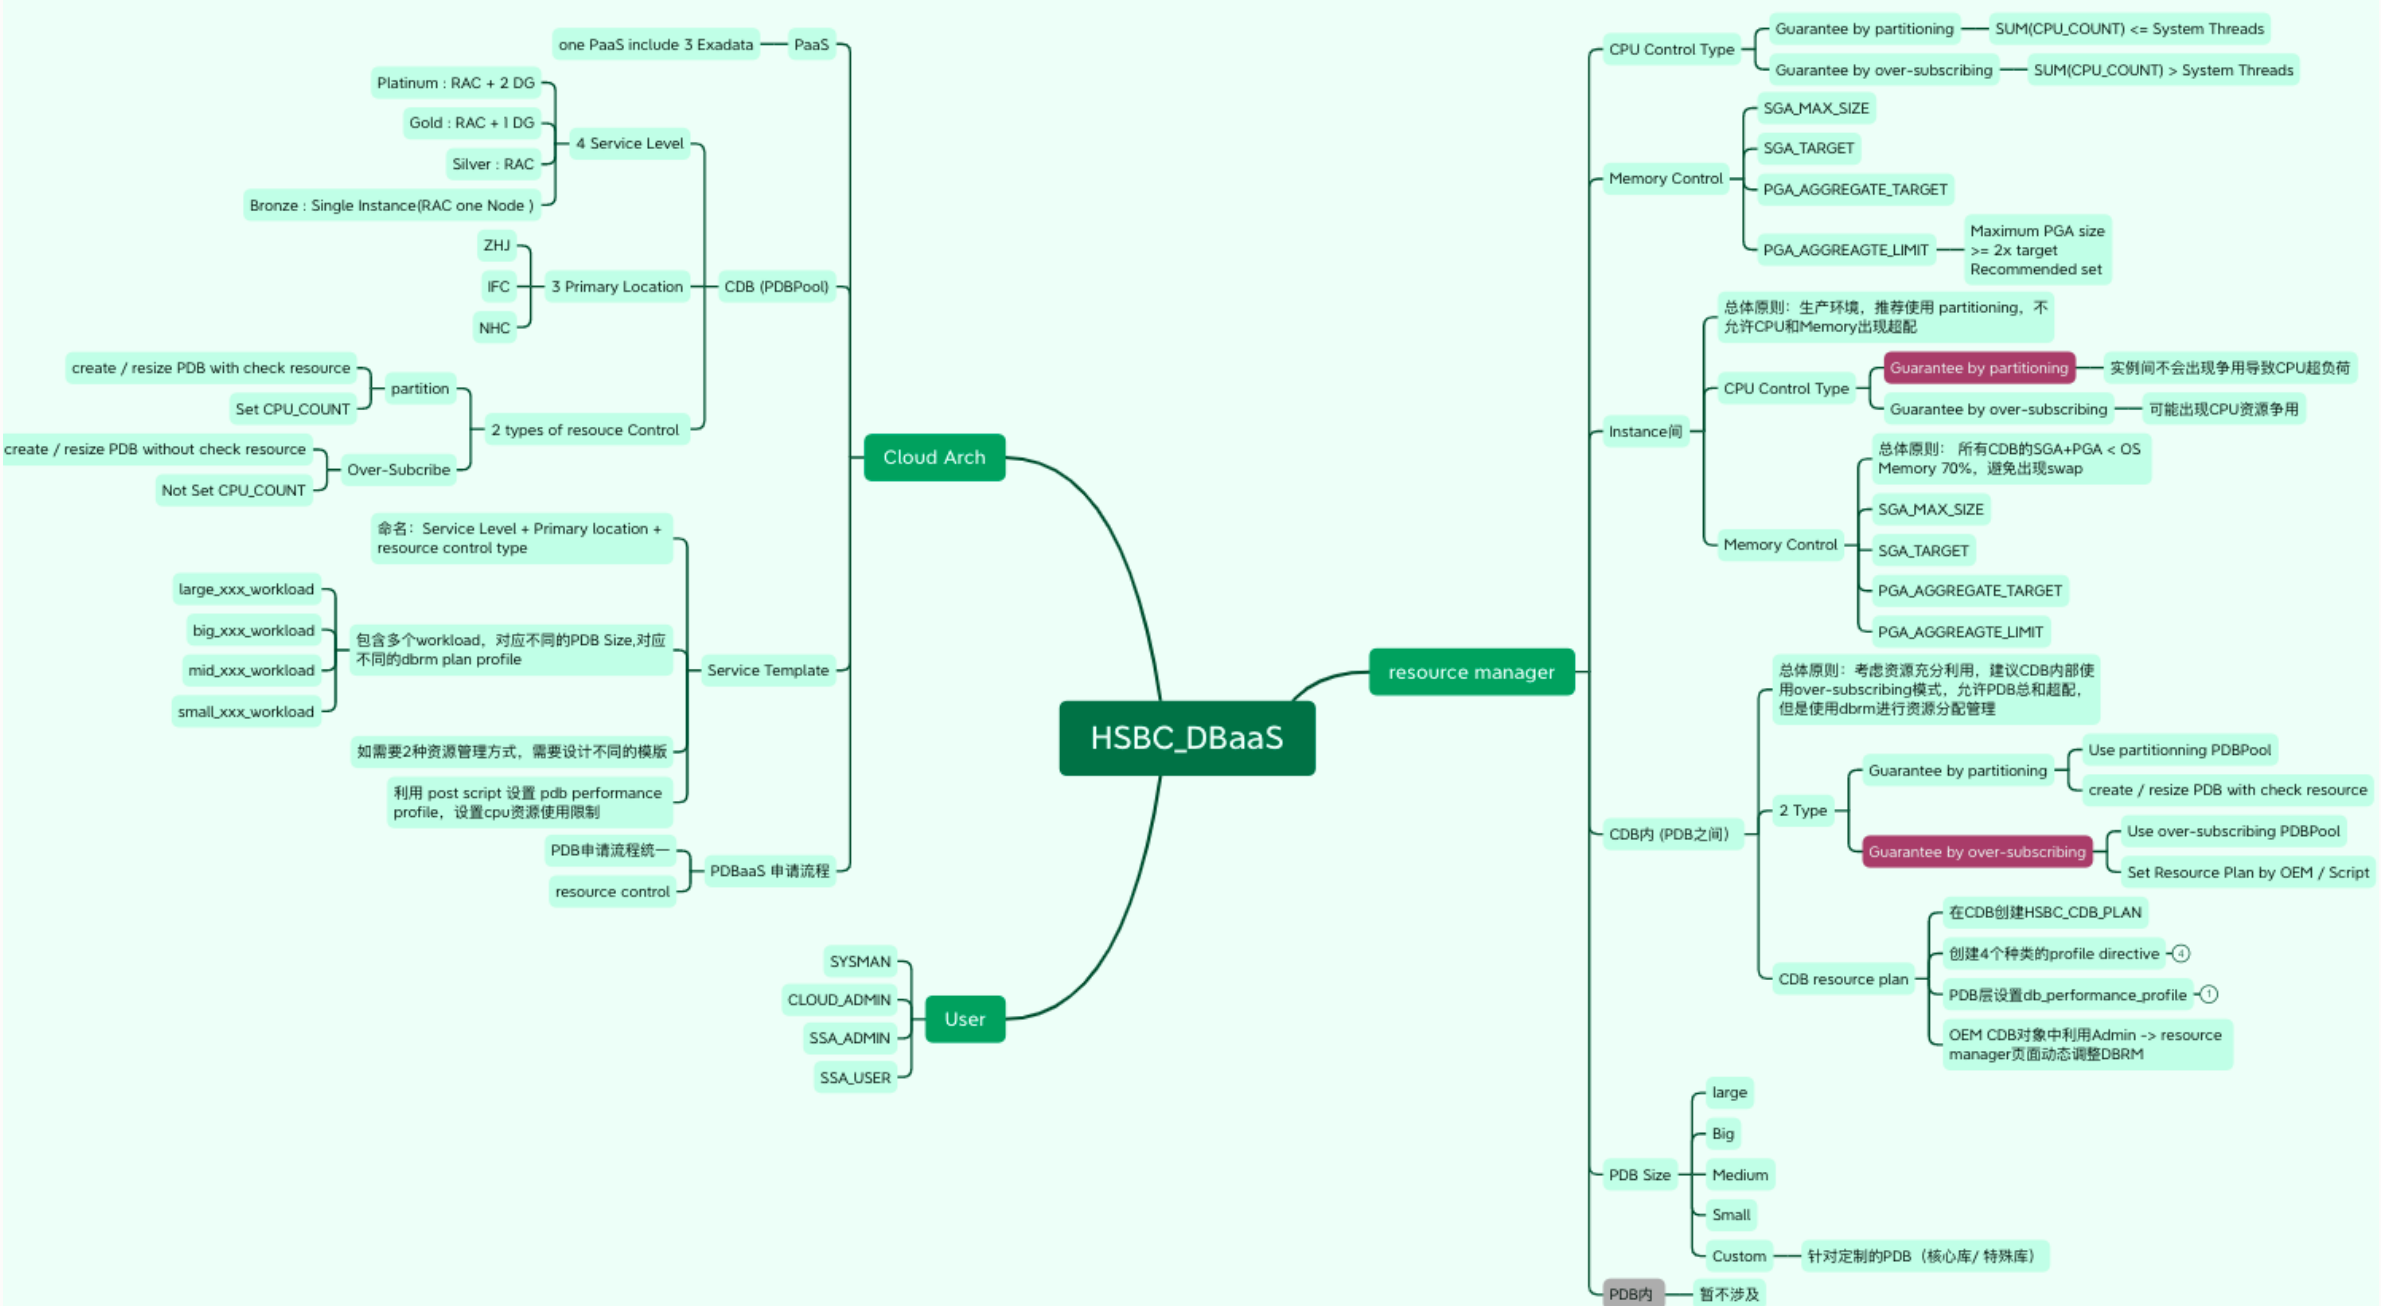 HSBC_DBaaS
Cloud Arch
PaaS
one PaaS include 3 Exadata
CDB (PDBPool)
4 Service Level
Platinum : RAC + 2 DG
Gold : RAC + 1 DG
Silver : RAC
Bronze : Single Instance(RAC one Node )
3 Primary Location
ZHJ
IFC
NHC
2 types of resouce Control
partition
create / resize PDB with check resource
Set CPU_COUNT
Over-Subcribe
create / resize PDB without check resource
Not Set CPU_COUNT
Service Template
命名：Service Level + Primary location +
resource control type
包含多个workload，对应不同的PDB Size,对应
不同的dbrm plan profile
large_xxx_workload
big_xxx_workload
mid_xxx_workload
small_xxx_workload
如需要2种资源管理方式，需要设计不同的模版
利用 post script 设置 pdb performance
profile，设置cpu资源使用限制
PDBaaS 申请流程
PDB申请流程统一
resource control
User
SYSMAN
CLOUD_ADMIN
SSA_ADMIN
SSA_USER
resource manager
CPU Control Type
Guarantee by partitioning
SUM(CPU_COUNT) <= System Threads
Guarantee by over-subscribing
SUM(CPU_COUNT) > System Threads
Memory Control
SGA_MAX_SIZE
SGA_TARGET
PGA_AGGREGATE_TARGET
PGA_AGGREAGTE_LIMIT
Maximum PGA size
>= 2x target
Recommended set
Instance间
总体原则：生产环境，推荐使用 partitioning，不
允许CPU和Memory出现超配
CPU Control Type
Guarantee by partitioning
实例间不会出现争用导致CPU超负荷
Guarantee by over-subscribing
可能出现CPU资源争用
Memory Control
总体原则： 所有CDB的SGA+PGA < OS
Memory 70%，避免出现swap
SGA_MAX_SIZE
SGA_TARGET
PGA_AGGREGATE_TARGET
PGA_AGGREAGTE_LIMIT
CDB内 (PDB之间）
总体原则：考虑资源充分利用，建议CDB内部使
用over-subscribing模式，允许PDB总和超配，
但是使用dbrm进行资源分配管理
2 Type
Guarantee by partitioning
Use partitionning PDBPool
create / resize PDB with check resource
Guarantee by over-subscribing
Use over-subscribing PDBPool
Set Resource Plan by OEM / Script
CDB resource plan
在CDB创建HSBC_CDB_PLAN
创建4个种类的profile directive
4
PDB层设置db_performance_profile
1
OEM CDB对象中利用Admin -> resource
manager页面动态调整DBRM
PDB Size
large
Big
Medium
Small
Custom
针对定制的PDB（核心库/ 特殊库）
PDB内
暂不涉及